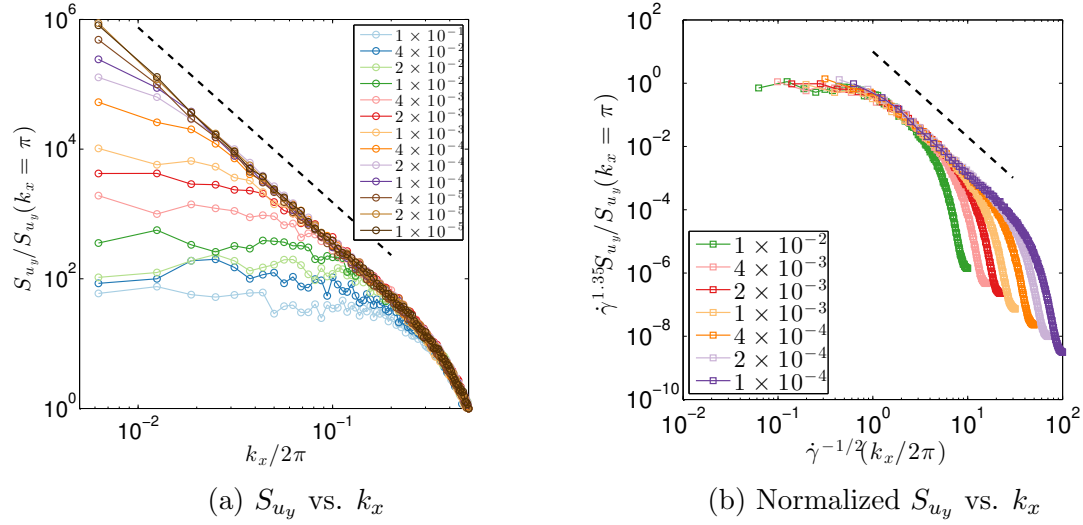 10^6
10^4
10^2
10^0
S_{u_y}/S_{u_y}(k_x = π)
1 × 10^{-1}
4 × 10^{-2}
2 × 10^{-2}
1 × 10^{-2}
4 × 10^{-3}
2 × 10^{-3}
1 × 10^{-3}
4 × 10^{-4}
2 × 10^{-4}
1 × 10^{-4}
4 × 10^{-5}
2 × 10^{-5}
1 × 10^{-5}
10^{-2} 10^{-1}
k_x/2π
(a) S_{u_y} vs. k_x
10^2
10^0
10^{-2}
10^{-4}
10^{-6}
10^{-8}
10^{-10}
γ̇^{1.35}S_{u_y}/S_{u_y}(k_x = π)
1 × 10^{-2}
4 × 10^{-3}
2 × 10^{-3}
1 × 10^{-3}
4 × 10^{-4}
2 × 10^{-4}
1 × 10^{-4}
10^{-2} 10^{-1} 10^0 10^1 10^2
γ̇^{-1/2}(k_x/2π)
(b) Normalized S_{u_y} vs. k_x